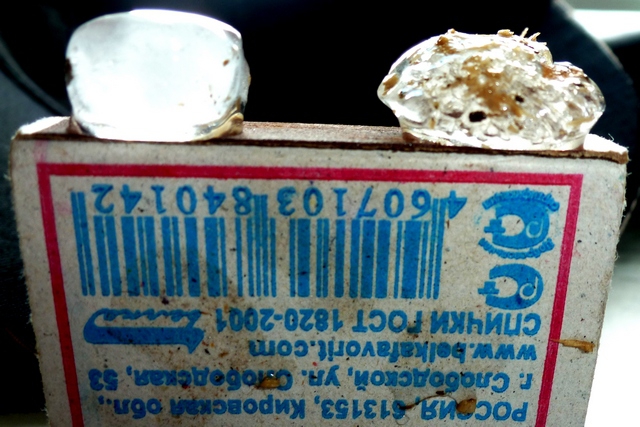 РОССИЯ, 613153, Кировская обл.,
г. Слободской, ул. Слободская, 53
www.belkafavorit.com
СПИЧКИ ГОСТ 1820-2001
4 607103 840142